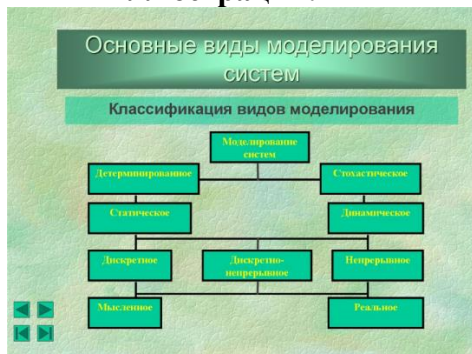 Основные виды моделирования
систем
Классификация видов моделирования
Моделирование
систем
Детерминированное
Стохастическое
Статическое
Динамическое
Дискретное
Дискретно-
непрерывное
Непрерывное
Мысленное
Реальное